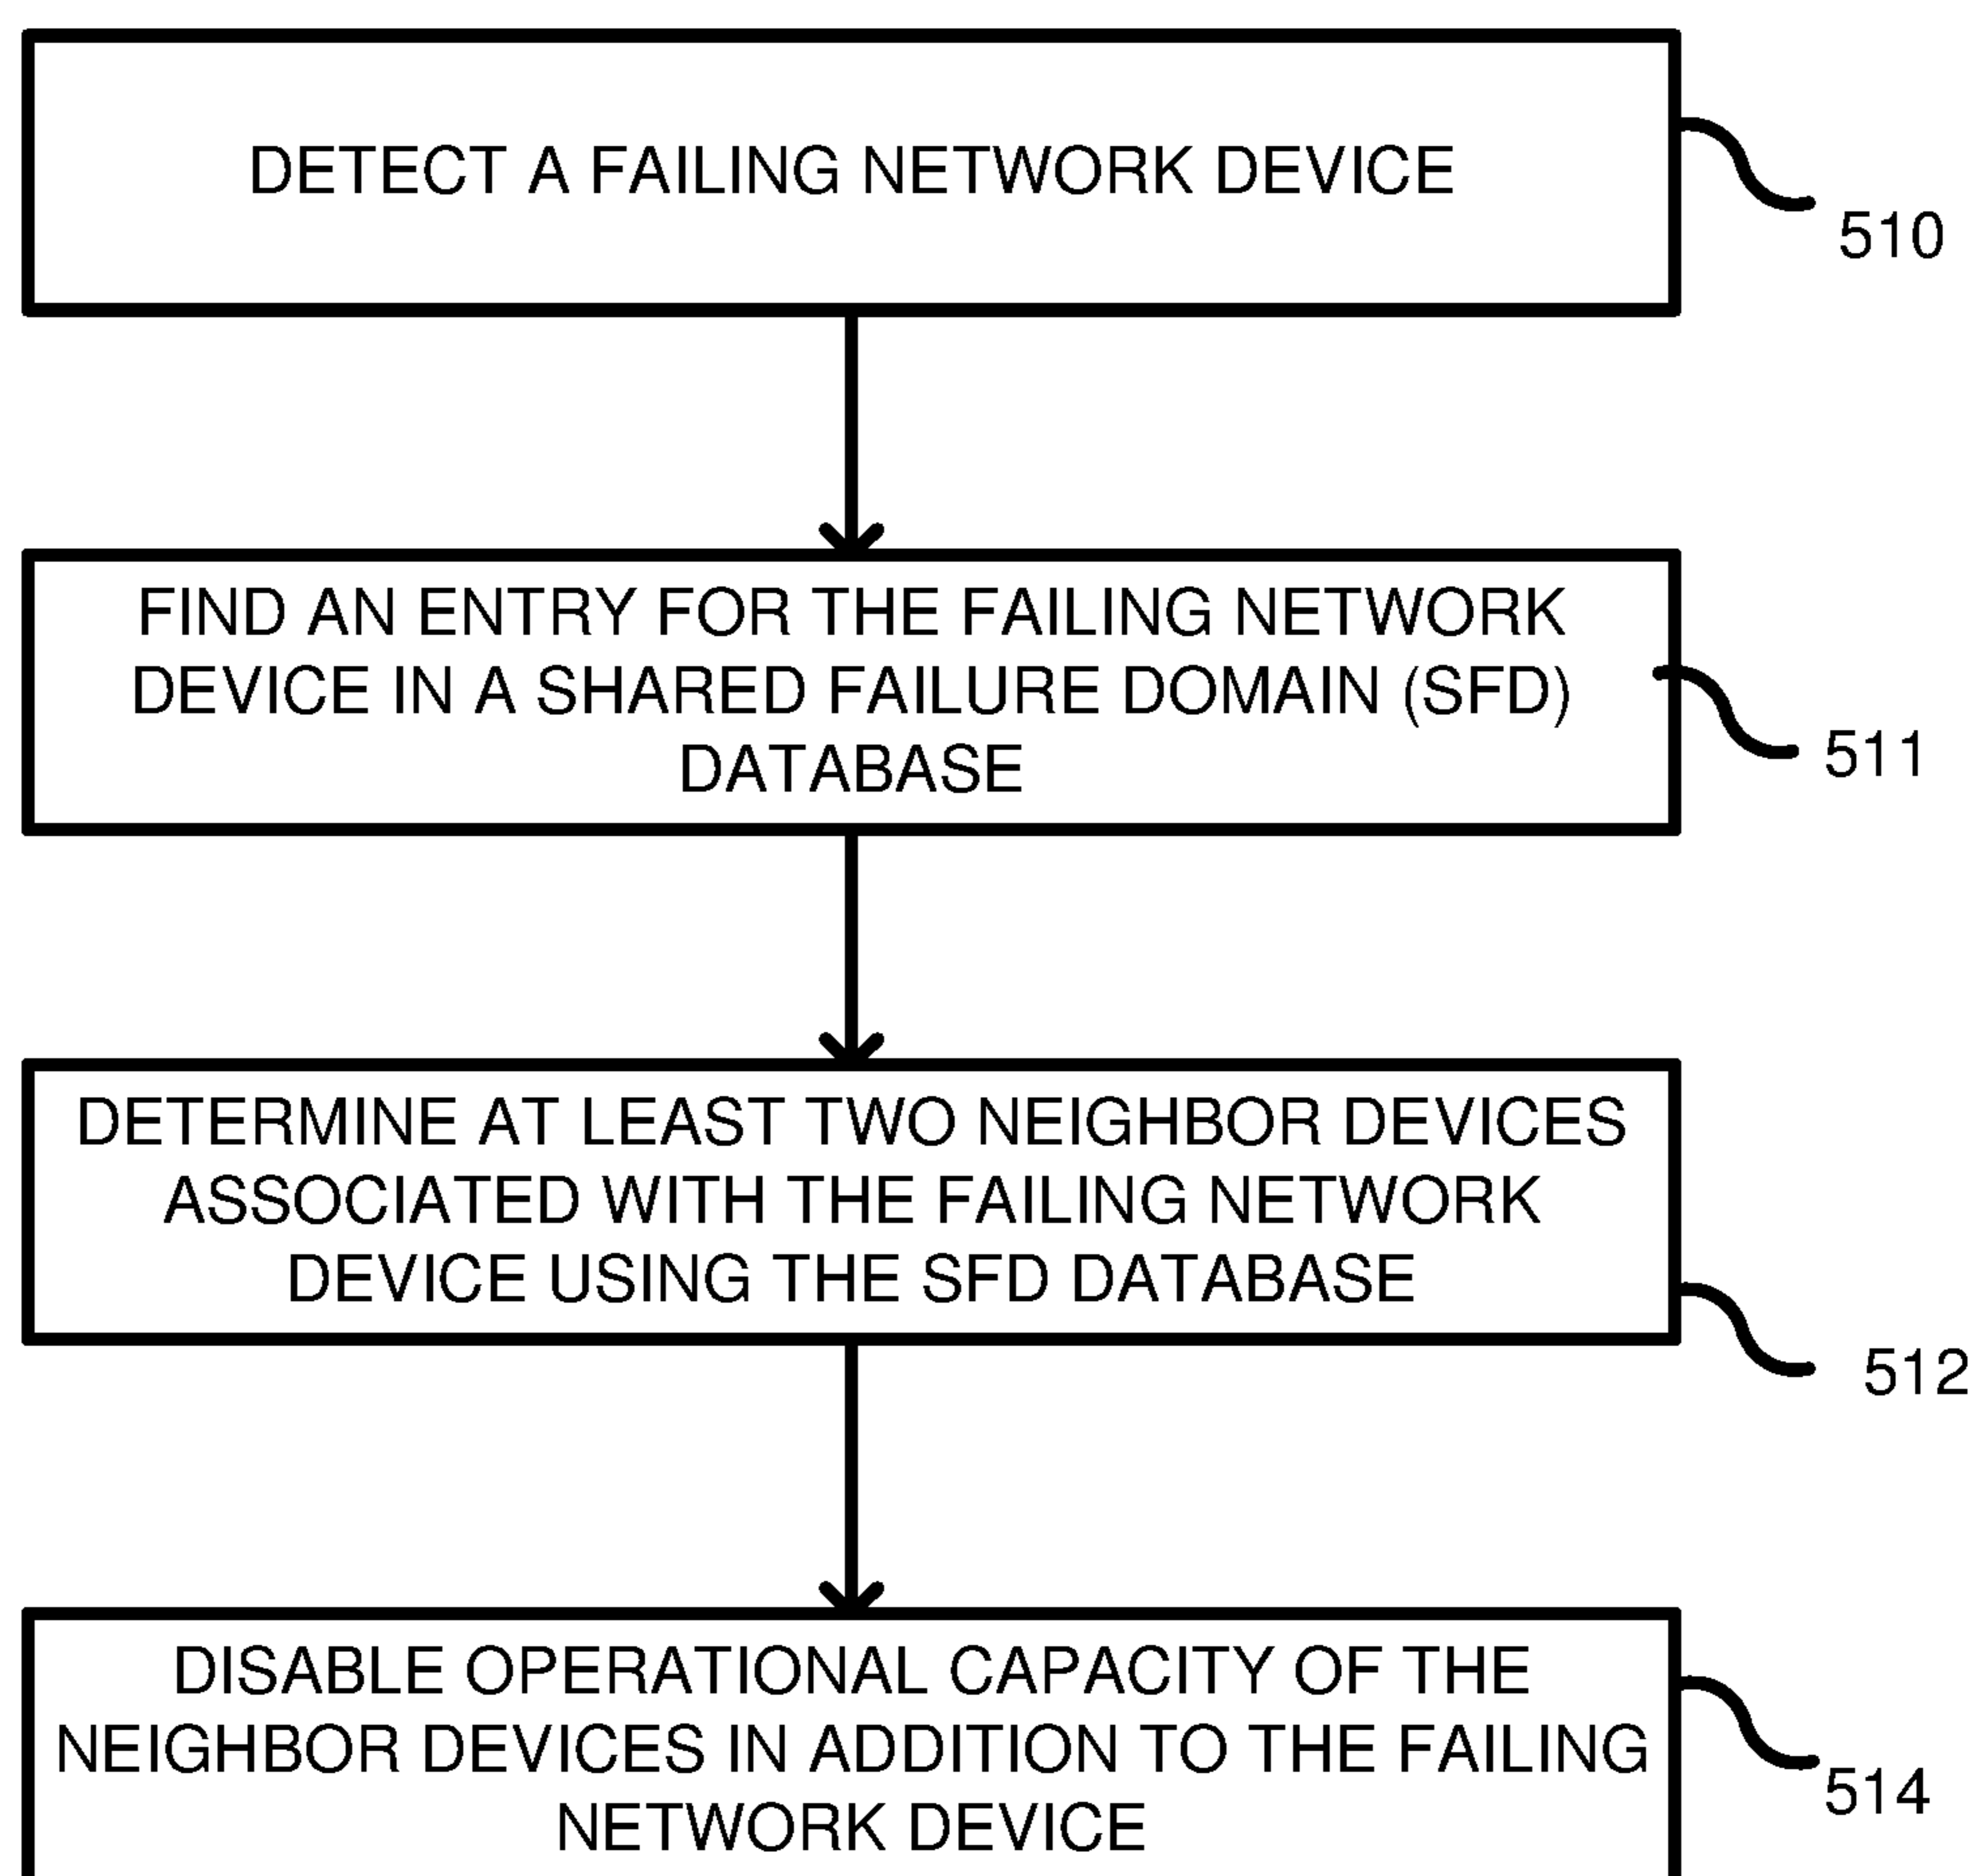 DETECT A FAILING NETWORK DEVICE
510
FIND AN ENTRY FOR THE FAILING NETWORK
DEVICE IN A SHARED FAILURE DOMAIN (SFD)
DATABASE
511
DETERMINE AT LEAST TWO NEIGHBOR DEVICES
ASSOCIATED WITH THE FAILING NETWORK
DEVICE USING THE SFD DATABASE
512
DISABLE OPERATIONAL CAPACITY OF THE
NEIGHBOR DEVICES IN ADDITION TO THE FAILING
NETWORK DEVICE
514